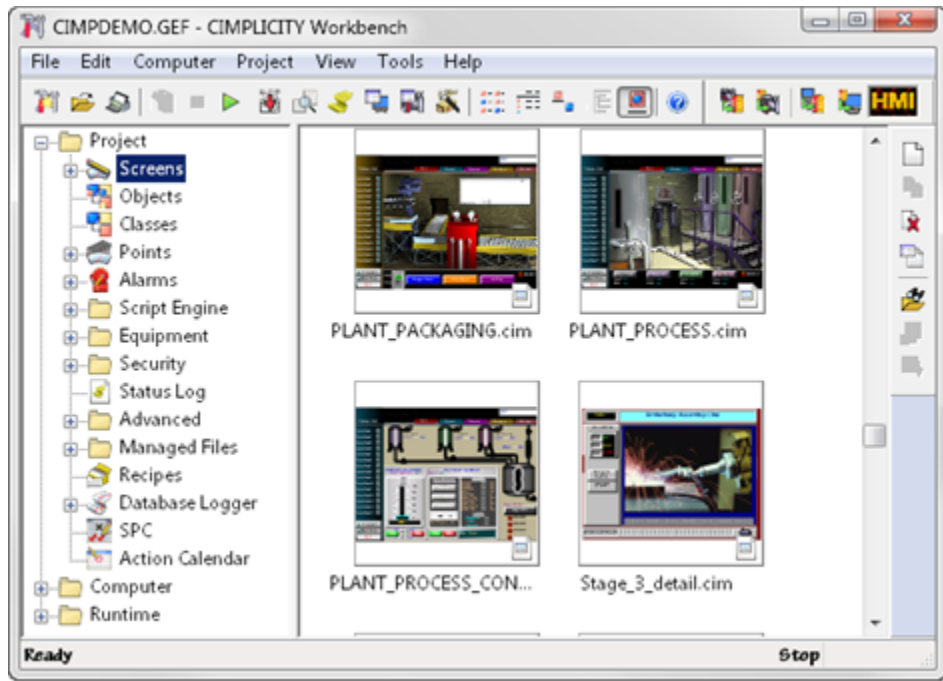 CIMPDEMO.GEF - CIMPLICITY Workbench
File Edit Computer Project View Tools Help
HMI
Project
Screens
Objects
Classes
Points
Alarms
Script Engine
Equipment
Security
Status Log
Advanced
Managed Files
Recipes
Database Logger
SPC
Action Calendar
Computer
Runtime
PLANT_PACKAGING.cim PLANT_PROCESS.cim
PLANT_PROCESS_CON... Stage_3_detail.cim
Ready Stop